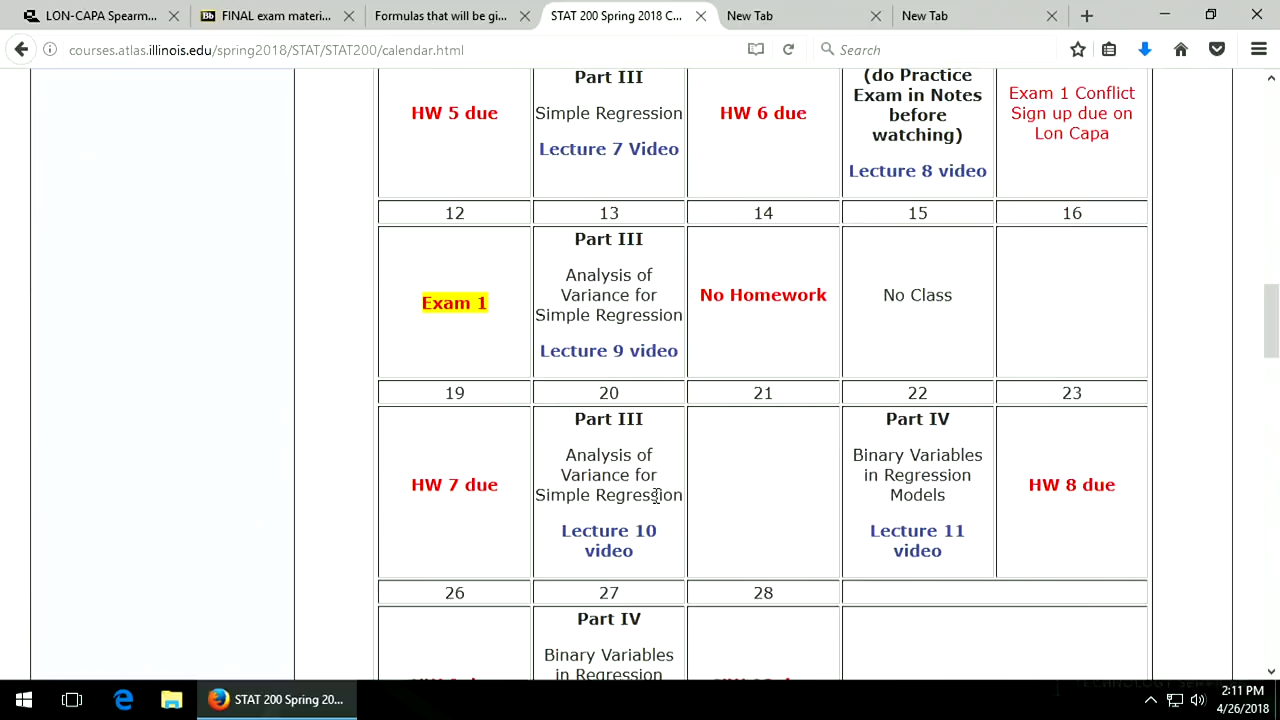 LON-CAPA Spearm...
FINAL exam materi...
Formulas that will be gi...
STAT 200 Spring 2018 C...
New Tab
New Tab
courses.atlas.illinois.edu/spring2018/STAT/STAT200/calendar.html
Search
HW 5 due
Part III
Simple Regression
Lecture 7 Video
HW 6 due
(do Practice
Exam in Notes
before
watching)
Lecture 8 video
Exam 1 Conflict
Sign up due on
Lon Capa
12
13
14
15
16
Exam 1
Part III
Analysis of
Variance for
Simple Regression
Lecture 9 video
No Homework
No Class
19
20
21
22
23
HW 7 due
Part III
Analysis of
Variance for
Simple Regression
Lecture 10
video
Part IV
Binary Variables
in Regression
Models
Lecture 11
video
HW 8 due
26
27
28
Part IV
Binary Variables
in Regression
STAT 200 Spring 20...
2:11 PM
4/26/2018